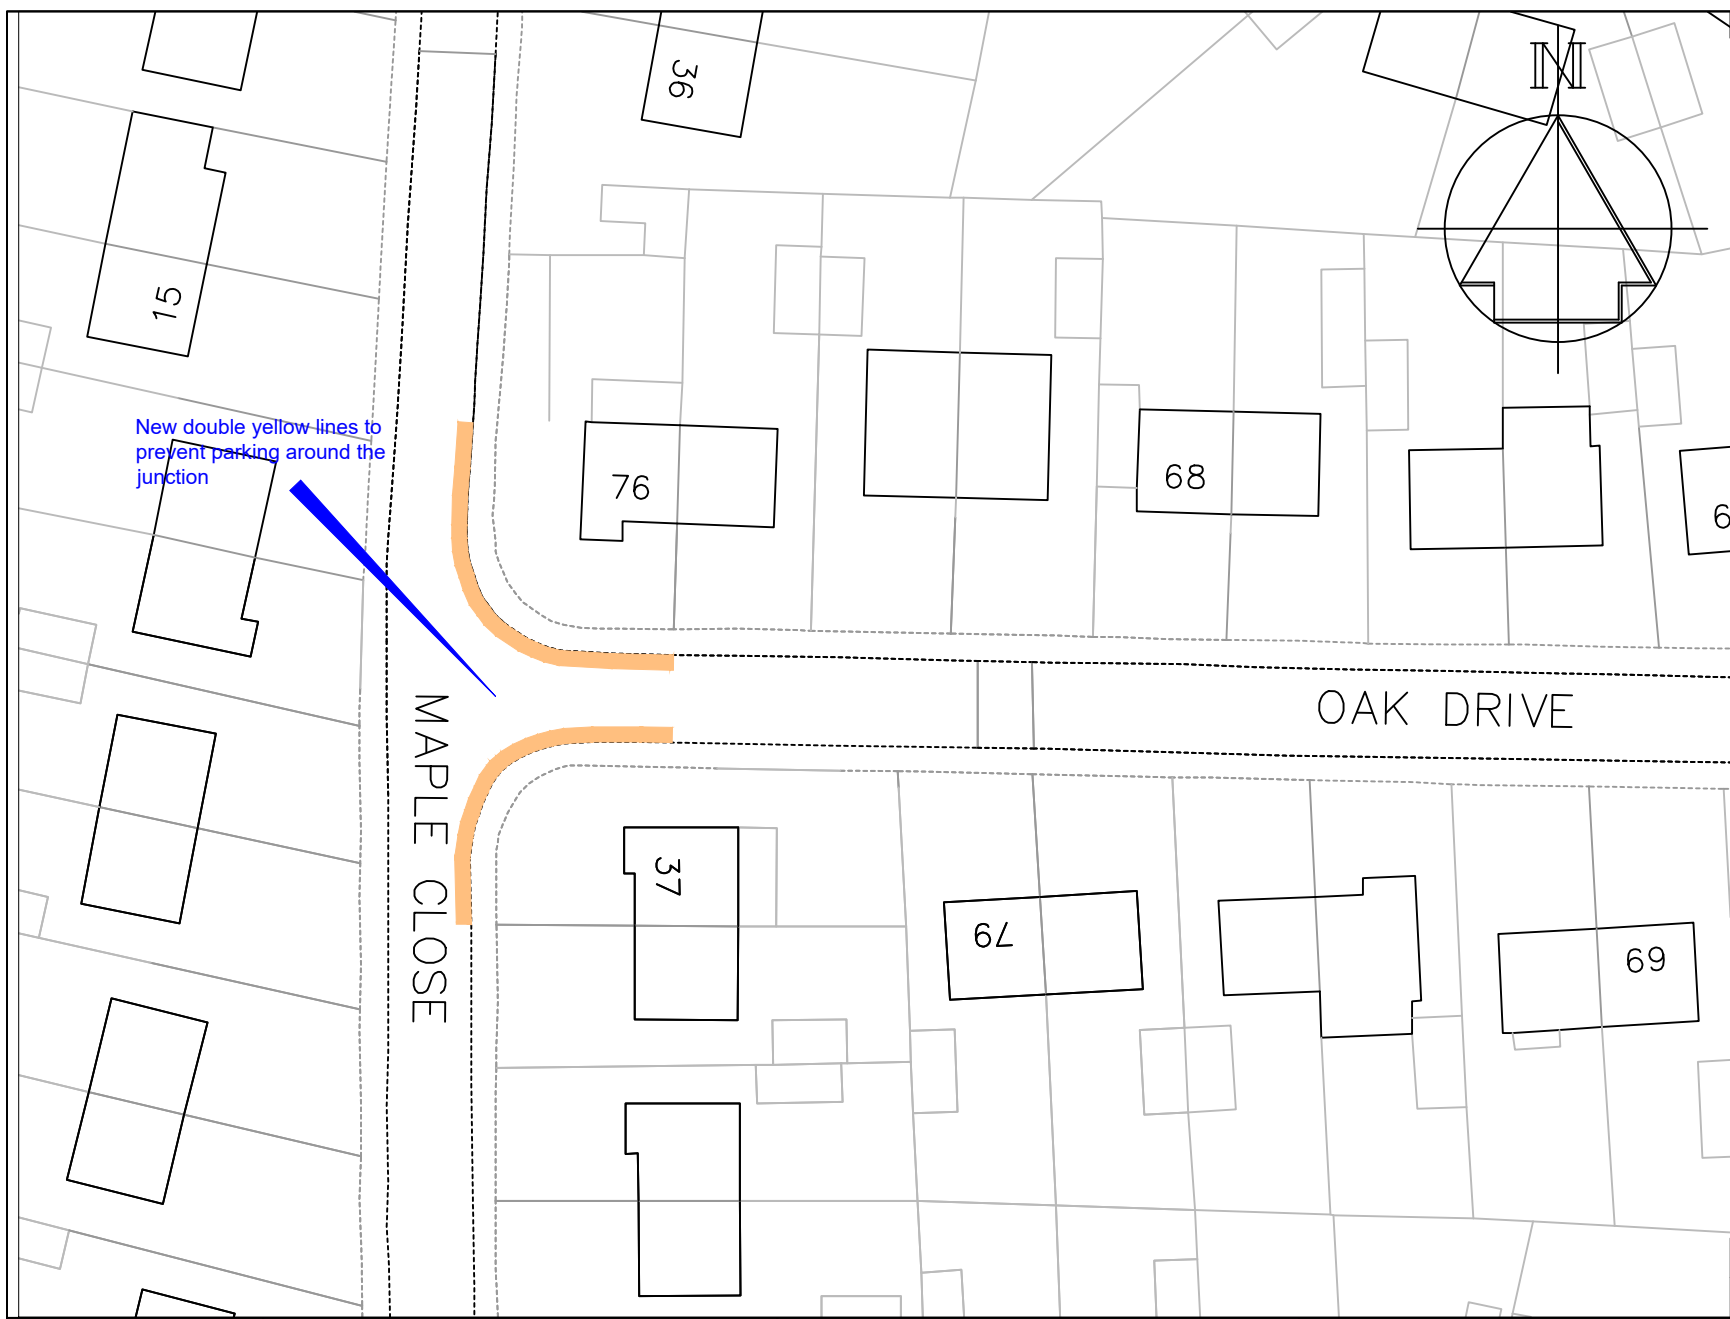 36
N
15
New double yellow lines to
prevent parking around the
junction
76
68
6
OAK DRIVE
MAPLE CLOSE
37
79
69